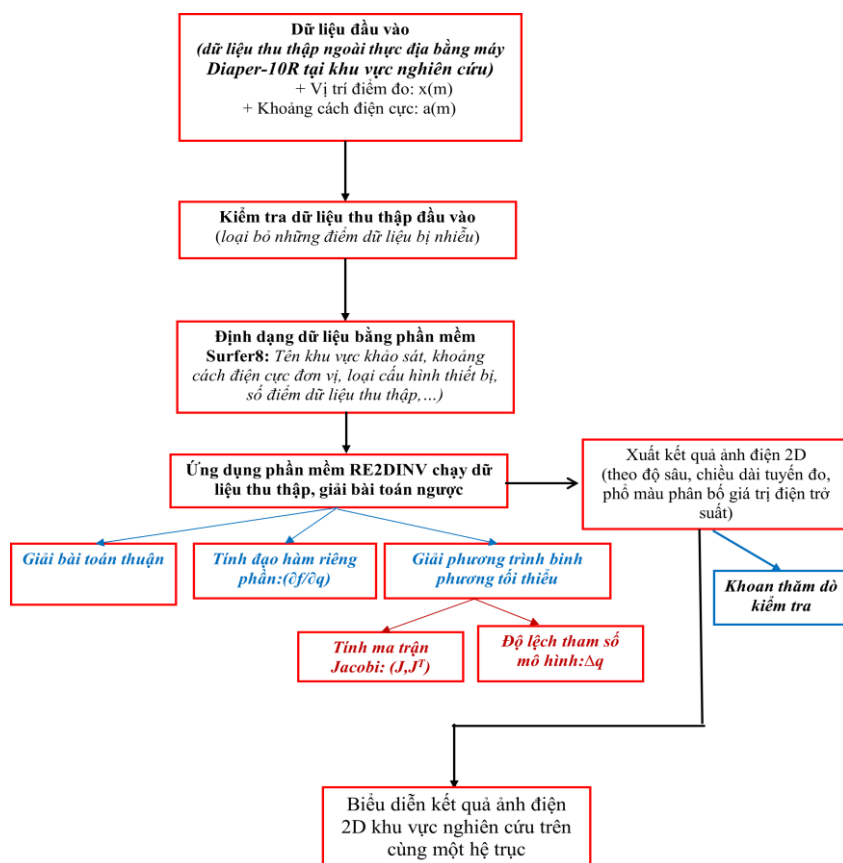 Dữ liệu đầu vào
(dữ liệu thu thập ngoài thực địa bằng máy
Diaper-10R tại khu vực nghiên cứu)
+ Vị trí điểm đo: x(m)
+ Khoảng cách điện cực: a(m)
Kiểm tra dữ liệu thu thập đầu vào
(loại bỏ những điểm dữ liệu bị nhiễu)
Định dạng dữ liệu bằng phần mềm
Surfer8: Tên khu vực khảo sát, khoảng
cách điện cực đơn vị, loại cấu hình thiết bị,
số điểm dữ liệu thu thập,...)
Ứng dụng phần mềm RE2DINV chạy dữ
liệu thu thập, giải bài toán ngược
Xuất kết quả ảnh điện 2D
(theo độ sâu, chiều dài tuyến đo,
phổ màu phân bố giá trị điện trở
suất)
Giải bài toán thuận
Tính đạo hàm riêng
phần:(∂f/∂q)
Giải phương trình bình
phương tối thiểu
Khoan thăm dò
kiểm tra
Tính ma trận
Jacobi: (J,Jᵀ)
Độ lệch tham số
mô hình:Δq
Biểu diễn kết quả ảnh điện
2D khu vực nghiên cứu trên
cùng một hệ trục